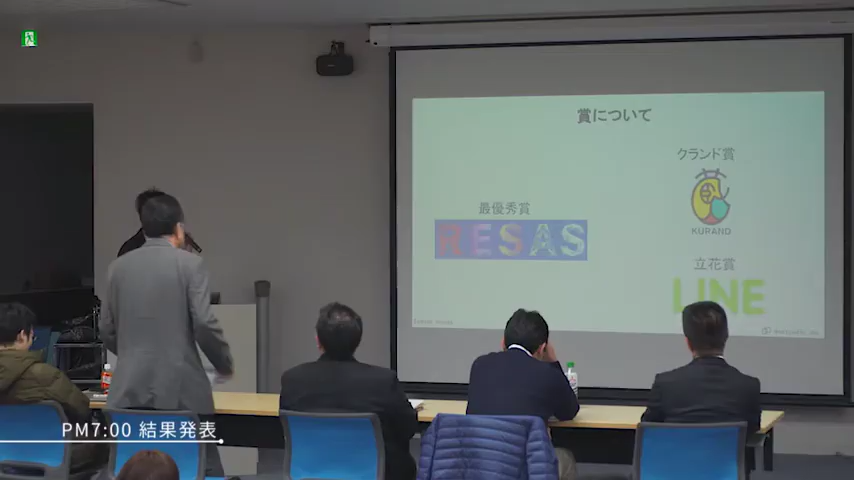 賞について
クランド賞
KURAND
最優秀賞
RESAS
立花賞
LINE
PM7:00 結果発表